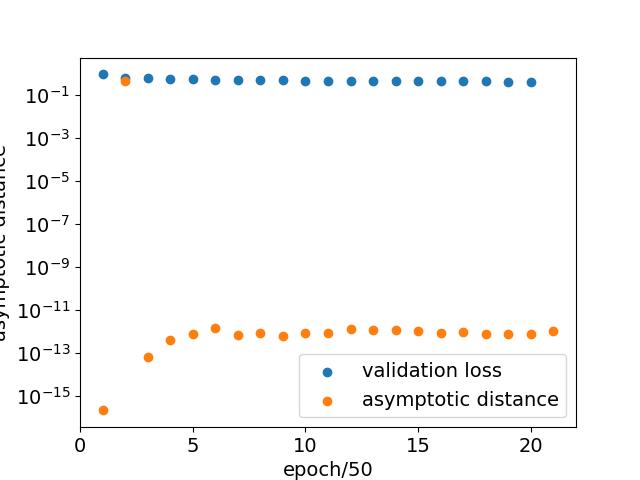 10⁻¹
10⁻³
10⁻⁵
10⁻⁷
10⁻⁹
10⁻¹¹
10⁻¹³
10⁻¹⁵
asymptotic distance
validation loss
asymptotic distance
0 5 10 15 20
epoch/50